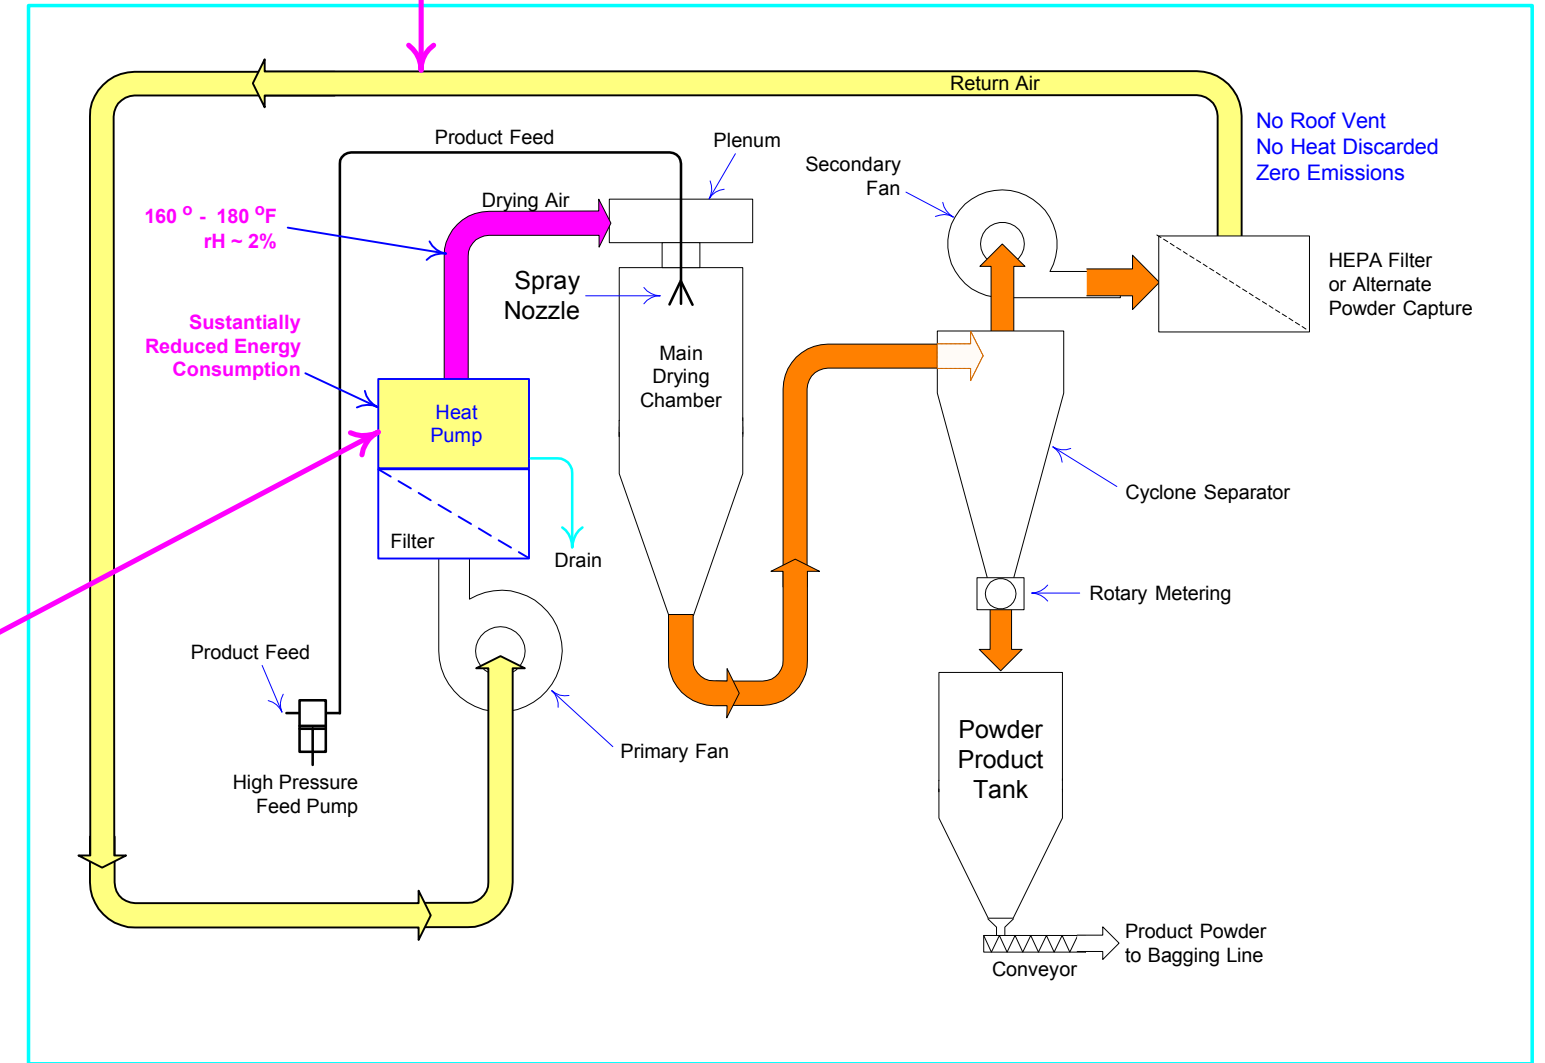 Return Air
No Roof Vent
No Heat Discarded
Zero Emissions
Product Feed
Plenum
Secondary
Fan
Drying Air
160 º - 180 ºF
rH ~ 2%
HEPA Filter
or Alternate
Powder Capture
Spray
Nozzle
Sustantially
Reduced Energy
Consumption
Main
Drying
Chamber
Heat
Pump
Cyclone Separator
Filter
Drain
Rotary Metering
Product Feed
Primary Fan
High Pressure
Feed Pump
Powder
Product
Tank
Product Powder
to Bagging Line
Conveyor